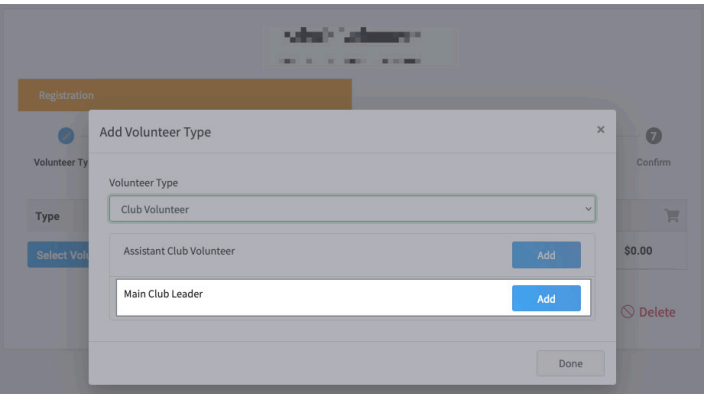 Registration
Add Volunteer Type
×
7
Volunteer Ty
Confirm
Volunteer Type
Club Volunteer
Type
Assistant Club Volunteer
Add
Select Volu
$0.00
Main Club Leader
Add
Delete
Done